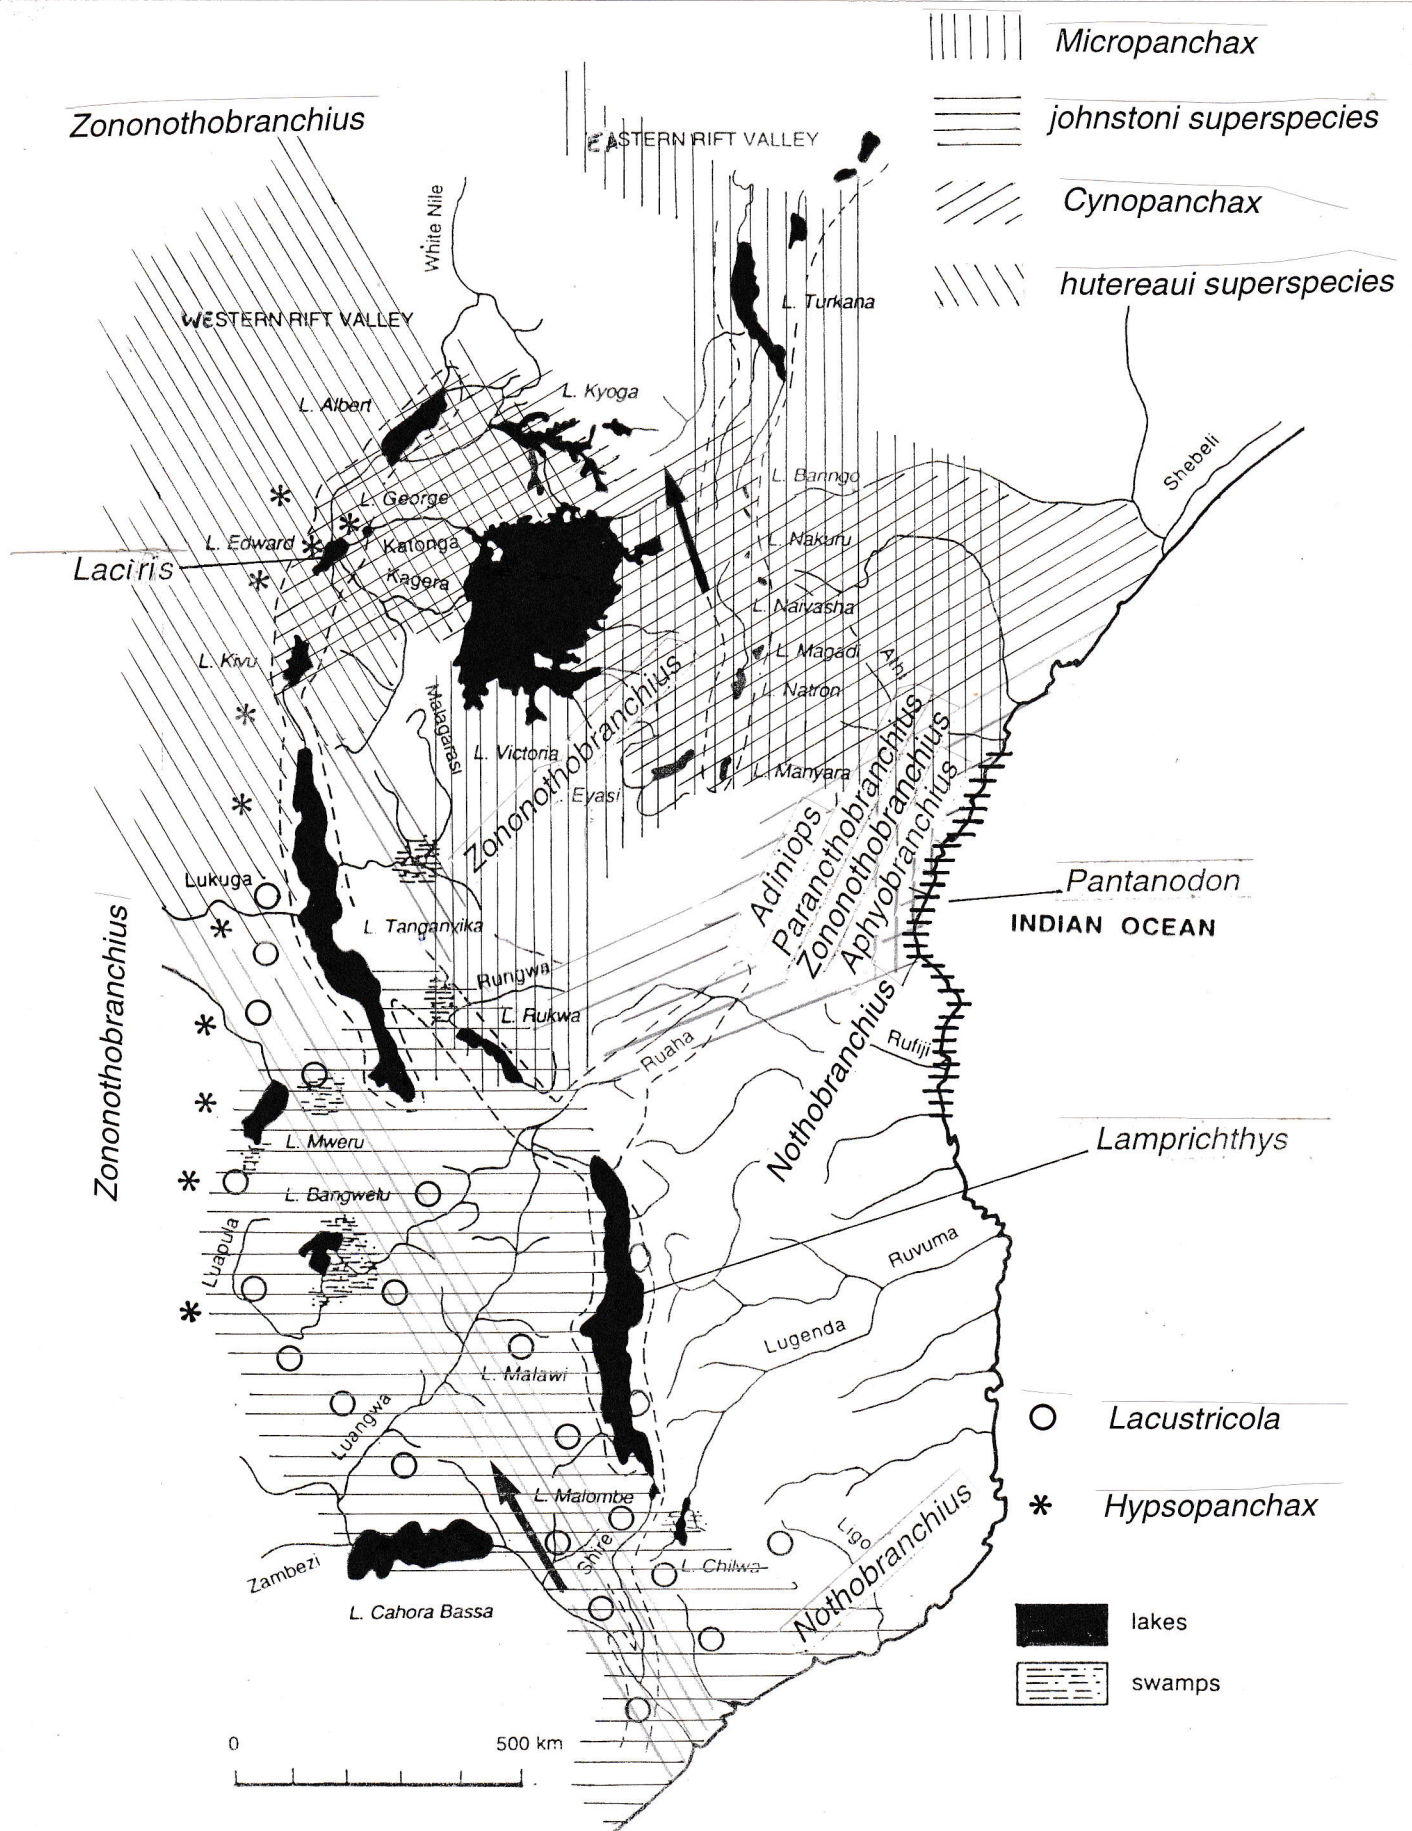 Micropanchax
Zononothobranchius
johnstoni superspecies
EASTERN RIFT VALLEY
Cynopanchax
White Nile
hutereaui superspecies
L. Turkana
WESTERN RIFT VALLEY
L. Kyoga
L. Albert
Shebeli
L. Baringo
L. George
L. Edward
Katonga
L. Nakuru
Laciris
Kagera
L. Naivasha
L. Kivu
L. Magadi
Athi
L. Natron
Malagarasi
L. Victoria
Zononothobranchius
L. Manyara
Eyasi
Adiniops
Paranothobranchius
Zononothobranchius
Aphyobranchius
Lukuga
Pantanodon
INDIAN OCEAN
L. Tanganyika
Zononothobranchius
Rungwa
L. Rukwa
Ruaha
Rufiji
Nothobranchius
L. Mweru
Lamprichthys
L. Bangwelu
Luapula
Ruvuma
Lugenda
L. Malawi
Luangwa
Lacustricola
L. Malombe
Hypsopanchax
Ligo
Shire
L. Chilwa
Zambezi
Nothobranchius
L. Cahora Bassa
lakes
swamps
0 500 km